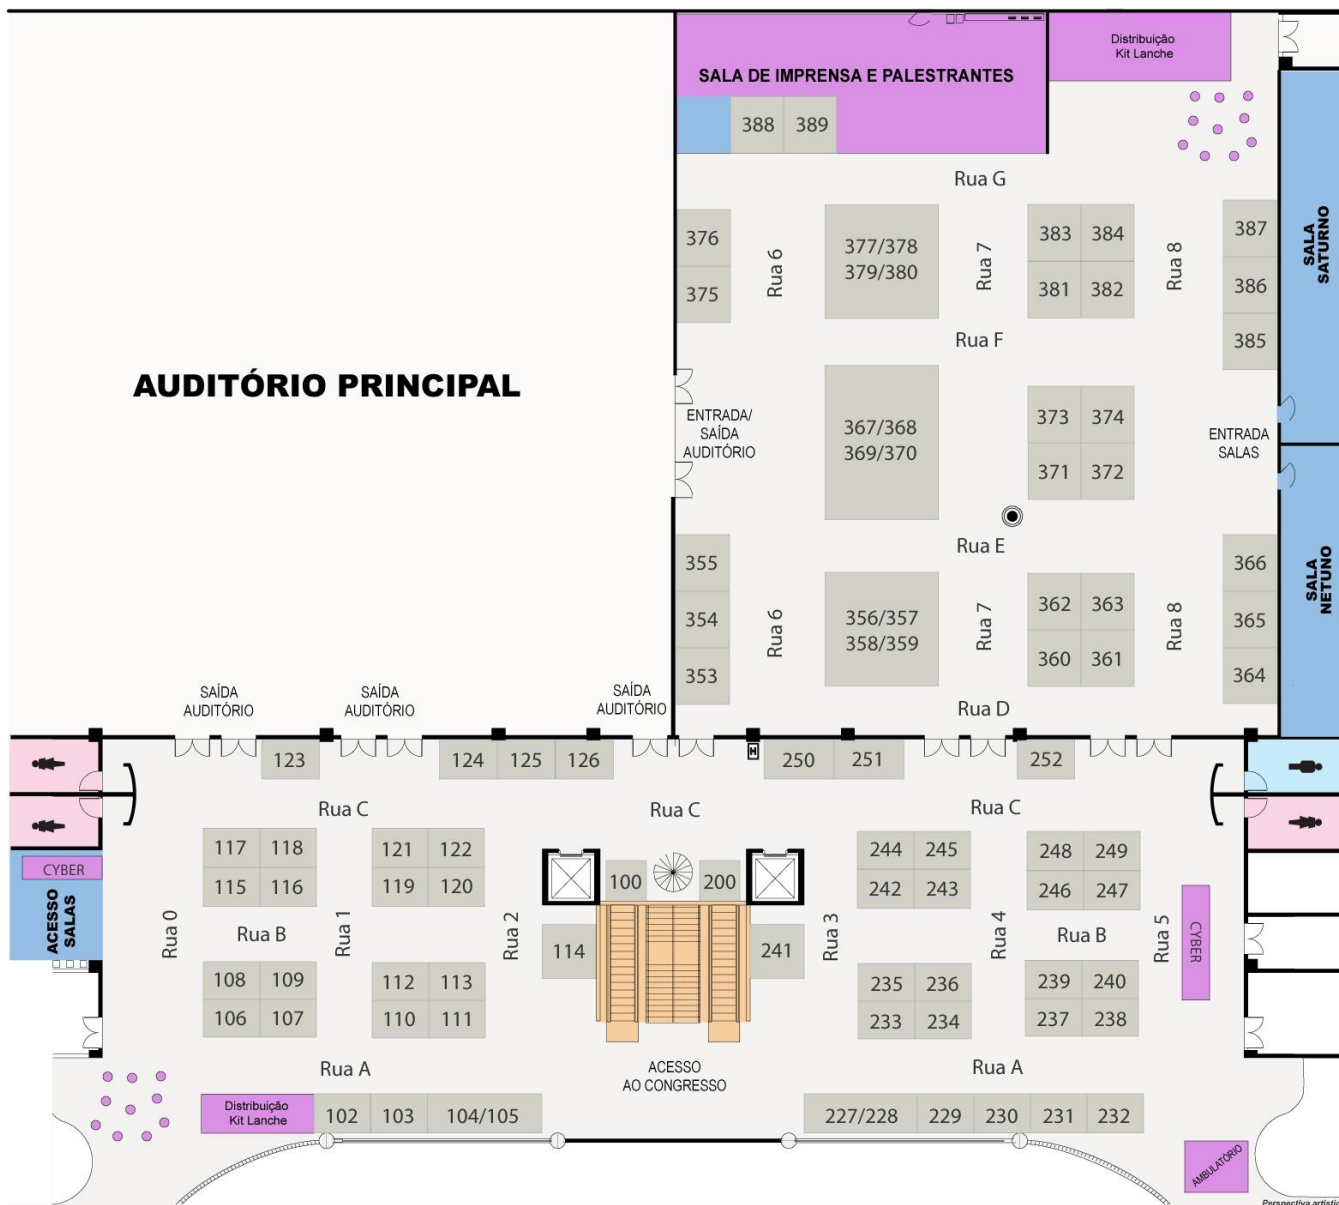 Distribuição
Kit Lanche
SALA DE IMPRENSA E PALESTRANTES
388
389
Rua G
SALA
SATURNO
376
377/378
379/380
383
384
387
Rua 6
Rua 7
Rua 8
375
381
382
386
Rua F
385
AUDITÓRIO PRINCIPAL
ENTRADA/
SAÍDA
AUDITÓRIO
367/368
369/370
373
374
ENTRADA
SALAS
371
372
Rua E
355
366
SALA
NETUNO
354
356/357
358/359
362
363
365
Rua 6
Rua 7
Rua 8
353
360
361
364
SAÍDA
AUDITÓRIO
SAÍDA
AUDITÓRIO
SAÍDA
AUDITÓRIO
Rua D
H
123
124
125
126
250
251
252
Rua C
Rua C
Rua C
117
118
121
122
244
245
248
249
CYBER
115
116
119
120
100
200
242
243
246
247
ACESSO
SALAS
Rua 0
Rua B
Rua 1
Rua 2
114
241
Rua 3
Rua 4
Rua B
Rua 5
CYBER
108
109
112
113
235
236
239
240
106
107
110
111
233
234
237
238
Rua A
ACESSO
AO CONGRESSO
Rua A
Distribuição
Kit Lanche
102
103
104/105
227/228
229
230
231
232
AMBULATÓRIO
Perspectiva artístic